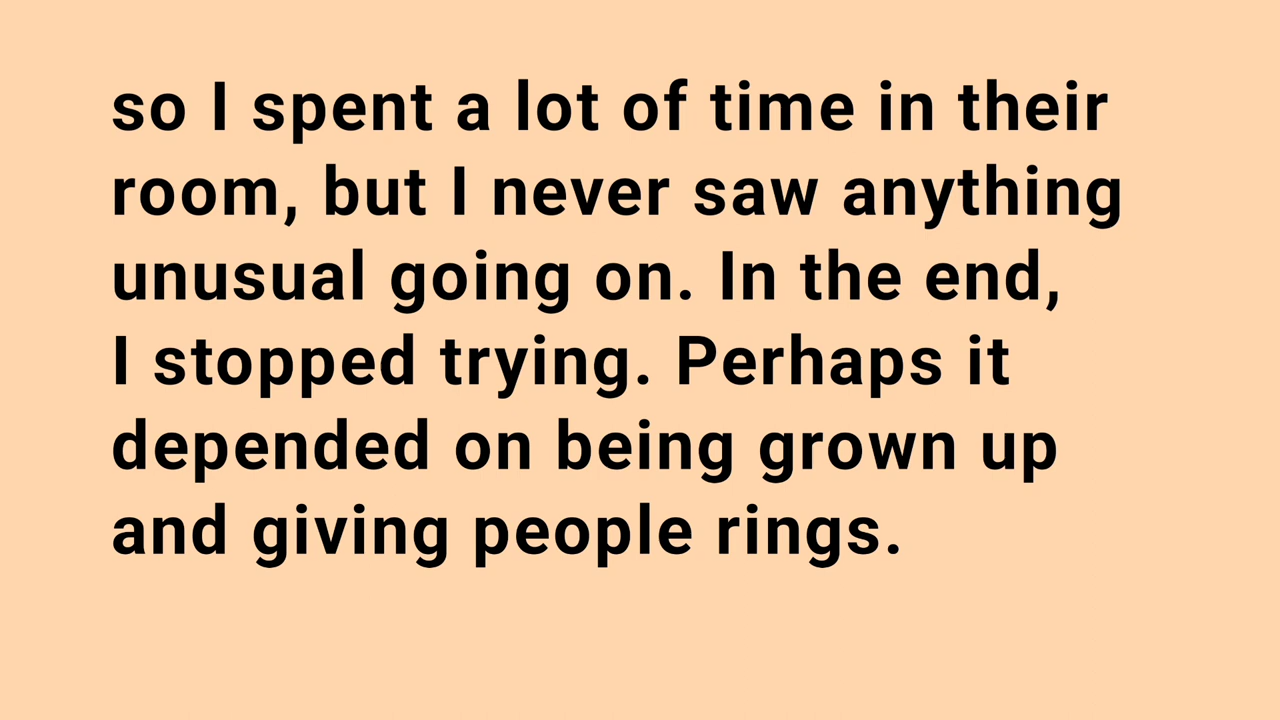 so I spent a lot of time in their
room, but I never saw anything
unusual going on. In the end,
I stopped trying. Perhaps it
depended on being grown up
and giving people rings.